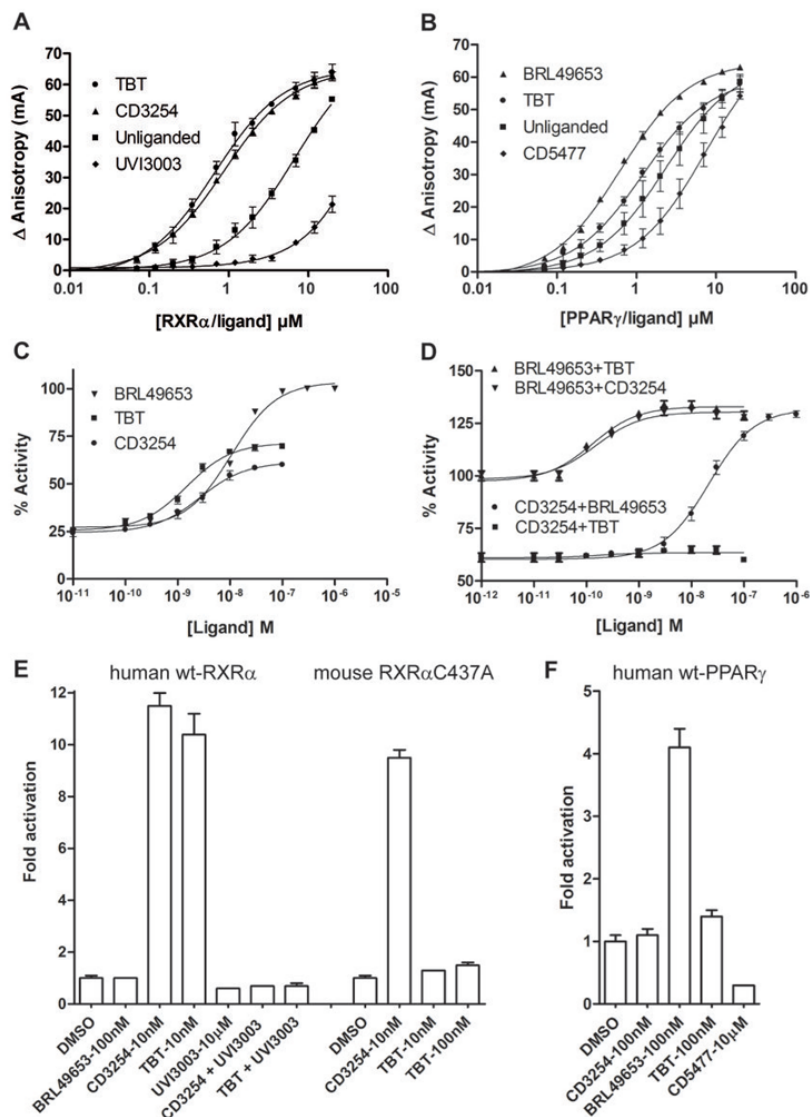 A
70
60
50
40
30
20
10
0
Δ Anisotropy (mA)
TBT
CD3254
Unliganded
UVI3003
0.01 0.1 1 10 100
[RXRα/ligand] µM
B
70
60
50
40
30
20
10
0
Δ Anisotropy (mA)
BRL49653
TBT
Unliganded
CD5477
0.01 0.1 1 10 100
[PPARγ/ligand] µM
C
100
75
50
25
0
% Activity
BRL49653
TBT
CD3254
10⁻¹¹ 10⁻¹⁰ 10⁻⁹ 10⁻⁸ 10⁻⁷ 10⁻⁶ 10⁻⁵
[Ligand] M
D
150
125
100
75
50
% Activity
BRL49653+TBT
BRL49653+CD3254
CD3254+BRL49653
CD3254+TBT
10⁻¹² 10⁻¹¹ 10⁻¹⁰ 10⁻⁹ 10⁻⁸ 10⁻⁷ 10⁻⁶
[Ligand] M
E
human wt-RXRα
mouse RXRαC437A
12
10
8
6
4
2
0
Fold activation
DMSO
BRL49653-100nM
CD3254-10nM
TBT-10nM
UVI3003-10µM
CD3254 + UVI3003
TBT + UVI3003
DMSO
CD3254-10nM
TBT-10nM
TBT-100nM
F
human wt-PPARγ
5
4
3
2
1
0
Fold activation
DMSO
CD3254-100nM
BRL49653-100nM
TBT-100nM
CD5477-10µM